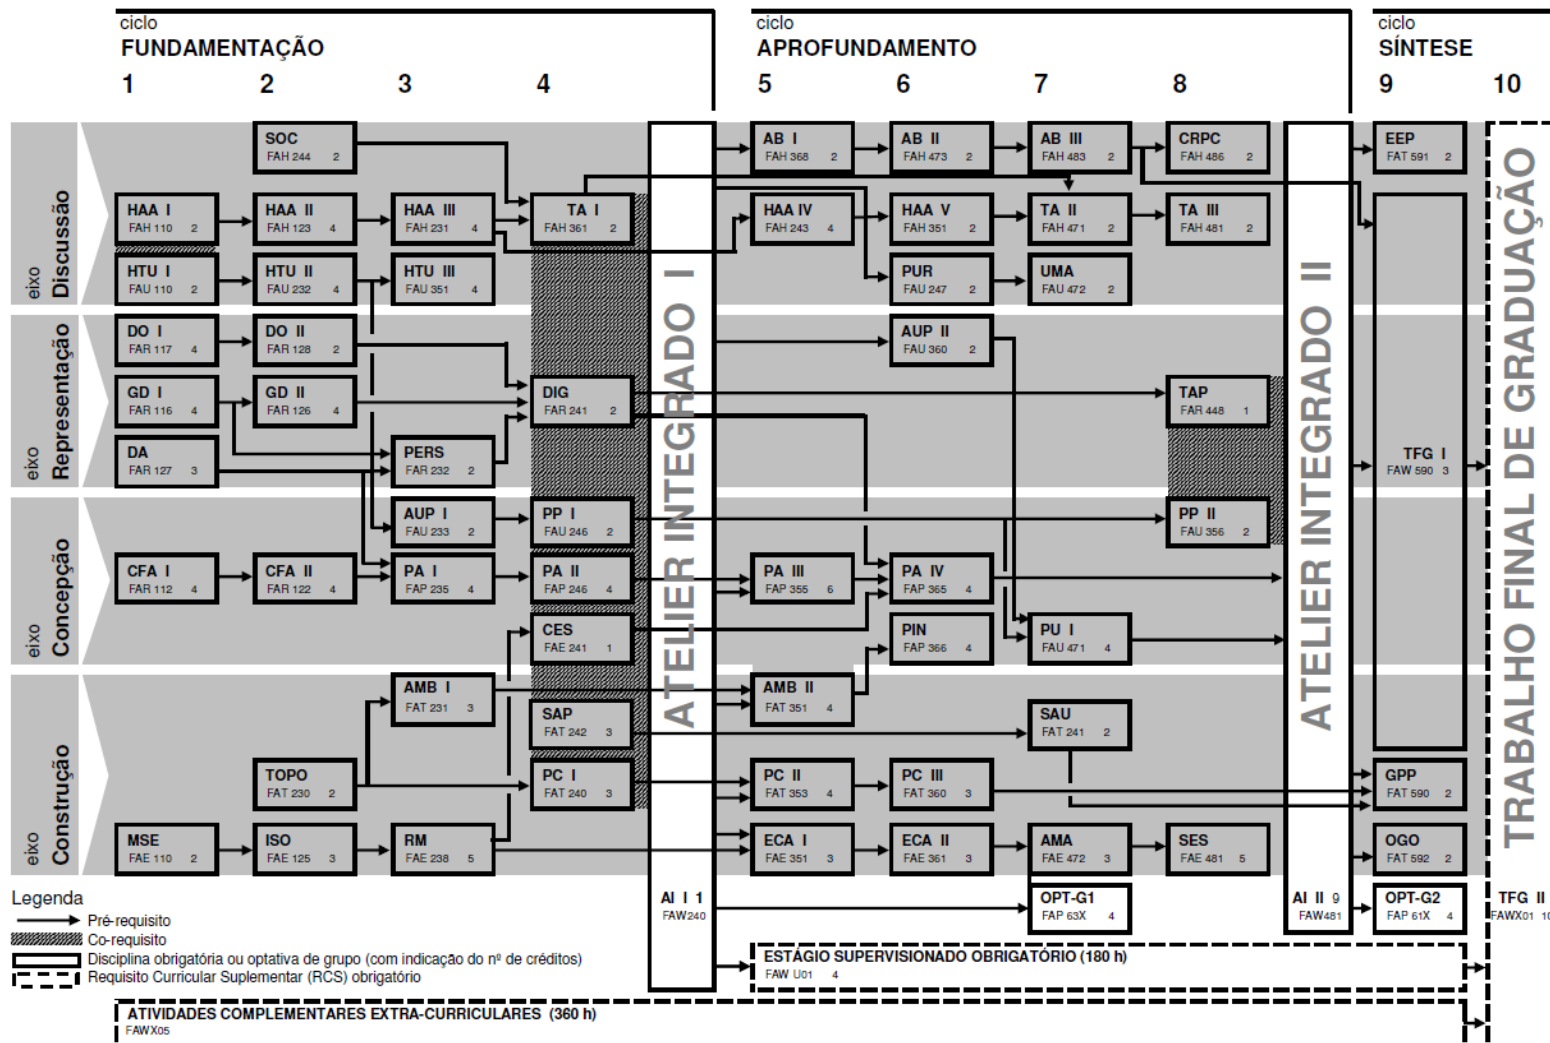 ciclo
FUNDAMENTAÇÃO
1 2 3 4
ciclo
APROFUNDAMENTO
5 6 7 8
ciclo
SÍNTESE
9 10
eixo
Discussão
SOC
FAH 244 2
AB I
FAH 368 2
AB II
FAH 473 2
AB III
FAH 483 2
CRPC
FAH 486 2
EEP
FAT 591 2
HAA I
FAH 110 2
HAA II
FAH 123 4
HAA III
FAH 231 4
TA I
FAH 361 2
HAA IV
FAH 243 4
HAA V
FAH 351 2
TA II
FAH 471 2
TA III
FAH 481 2
HTU I
FAU 110 2
HTU II
FAU 232 4
HTU III
FAU 351 4
PUR
FAU 247 2
UMA
FAU 472 2
eixo
Representação
DO I
FAR 117 4
DO II
FAR 128 2
AUP II
FAU 360 2
GD I
FAR 116 4
GD II
FAR 126 4
DIG
FAR 241 2
TAP
FAR 448 1
DA
FAR 127 3
PERS
FAR 232 2
TFG I
FAW 590 3
eixo
Concepção
AUP I
FAU 233 2
PP I
FAU 246 2
PP II
FAU 356 2
CFA I
FAR 112 4
CFA II
FAR 122 4
PA I
FAP 235 4
PA II
FAP 246 4
PA III
FAP 355 6
PA IV
FAP 365 4
CES
FAE 241 1
PIN
FAP 366 4
PU I
FAU 471 4
eixo
Construção
AMB I
FAT 231 3
AMB II
FAT 351 4
SAP
FAT 242 3
SAU
FAT 241 2
TOPO
FAT 230 2
PC I
FAT 240 3
PC II
FAT 353 4
PC III
FAT 360 3
GPP
FAT 590 2
MSE
FAE 110 2
ISO
FAE 125 3
RM
FAE 238 5
ECA I
FAE 351 3
ECA II
FAE 361 3
AMA
FAE 472 3
SES
FAE 481 5
OGO
FAT 592 2
ATELIER INTEGRADO I
AI I 1
FAW240
ATELIER INTEGRADO II
AI II 9
FAW481
OPT-G1
FAP 63X 4
OPT-G2
FAP 61X 4
TRABALHO FINAL DE GRADUAÇÃO
TFG II
FAWX01 10
Legenda
Pré-requisito
Co-requisito
Disciplina obrigatória ou optativa de grupo (com indicação do nº de créditos)
Requisito Curricular Suplementar (RCS) obrigatório
ESTÁGIO SUPERVISIONADO OBRIGATÓRIO (180 h)
FAW U01 4
ATIVIDADES COMPLEMENTARES EXTRA-CURRICULARES (360 h)
FAWX05